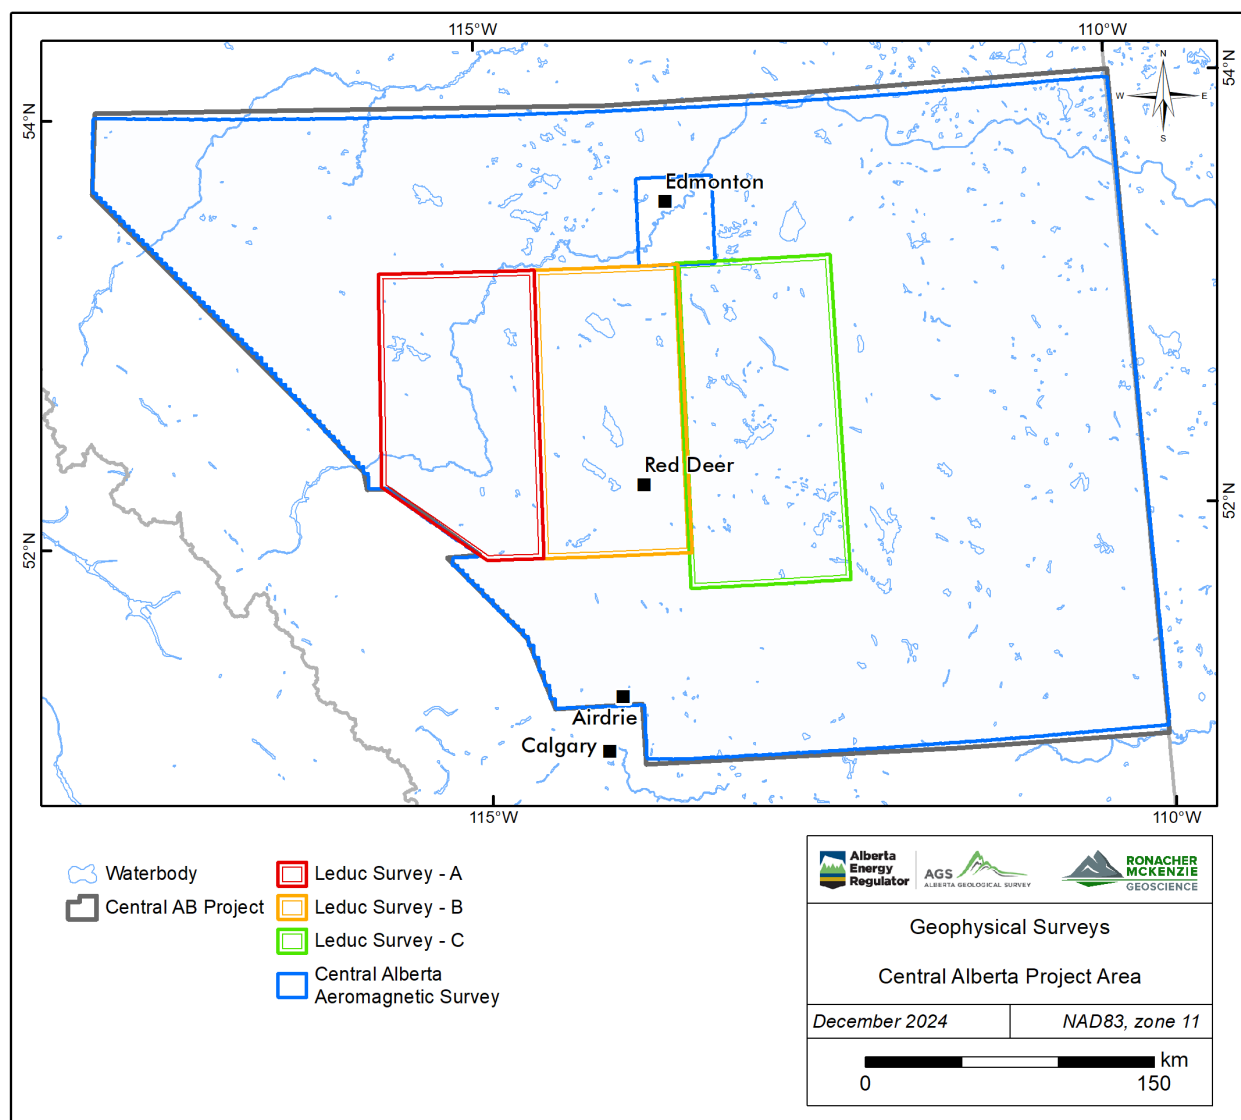 115°W
110°W
54°N
54°N
N
W
E
S
Edmonton
Red Deer
52°N
52°N
Airdrie
Calgary
115°W
110°W
Waterbody
Central AB Project
Leduc Survey - A
Leduc Survey - B
Leduc Survey - C
Central Alberta
Aeromagnetic Survey
Alberta
Energy
Regulator
AGS
ALBERTA GEOLOGICAL SURVEY
RONACHER
MCKENZIE
GEOSCIENCE
Geophysical Surveys
Central Alberta Project Area
December 2024
NAD83, zone 11
km
0
150